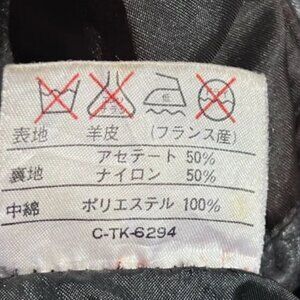 表地 羊皮 (フランス産)
アセテート 50%
裏地 ナイロン 50%
中綿 ポリエステル 100%
C-TK-6294